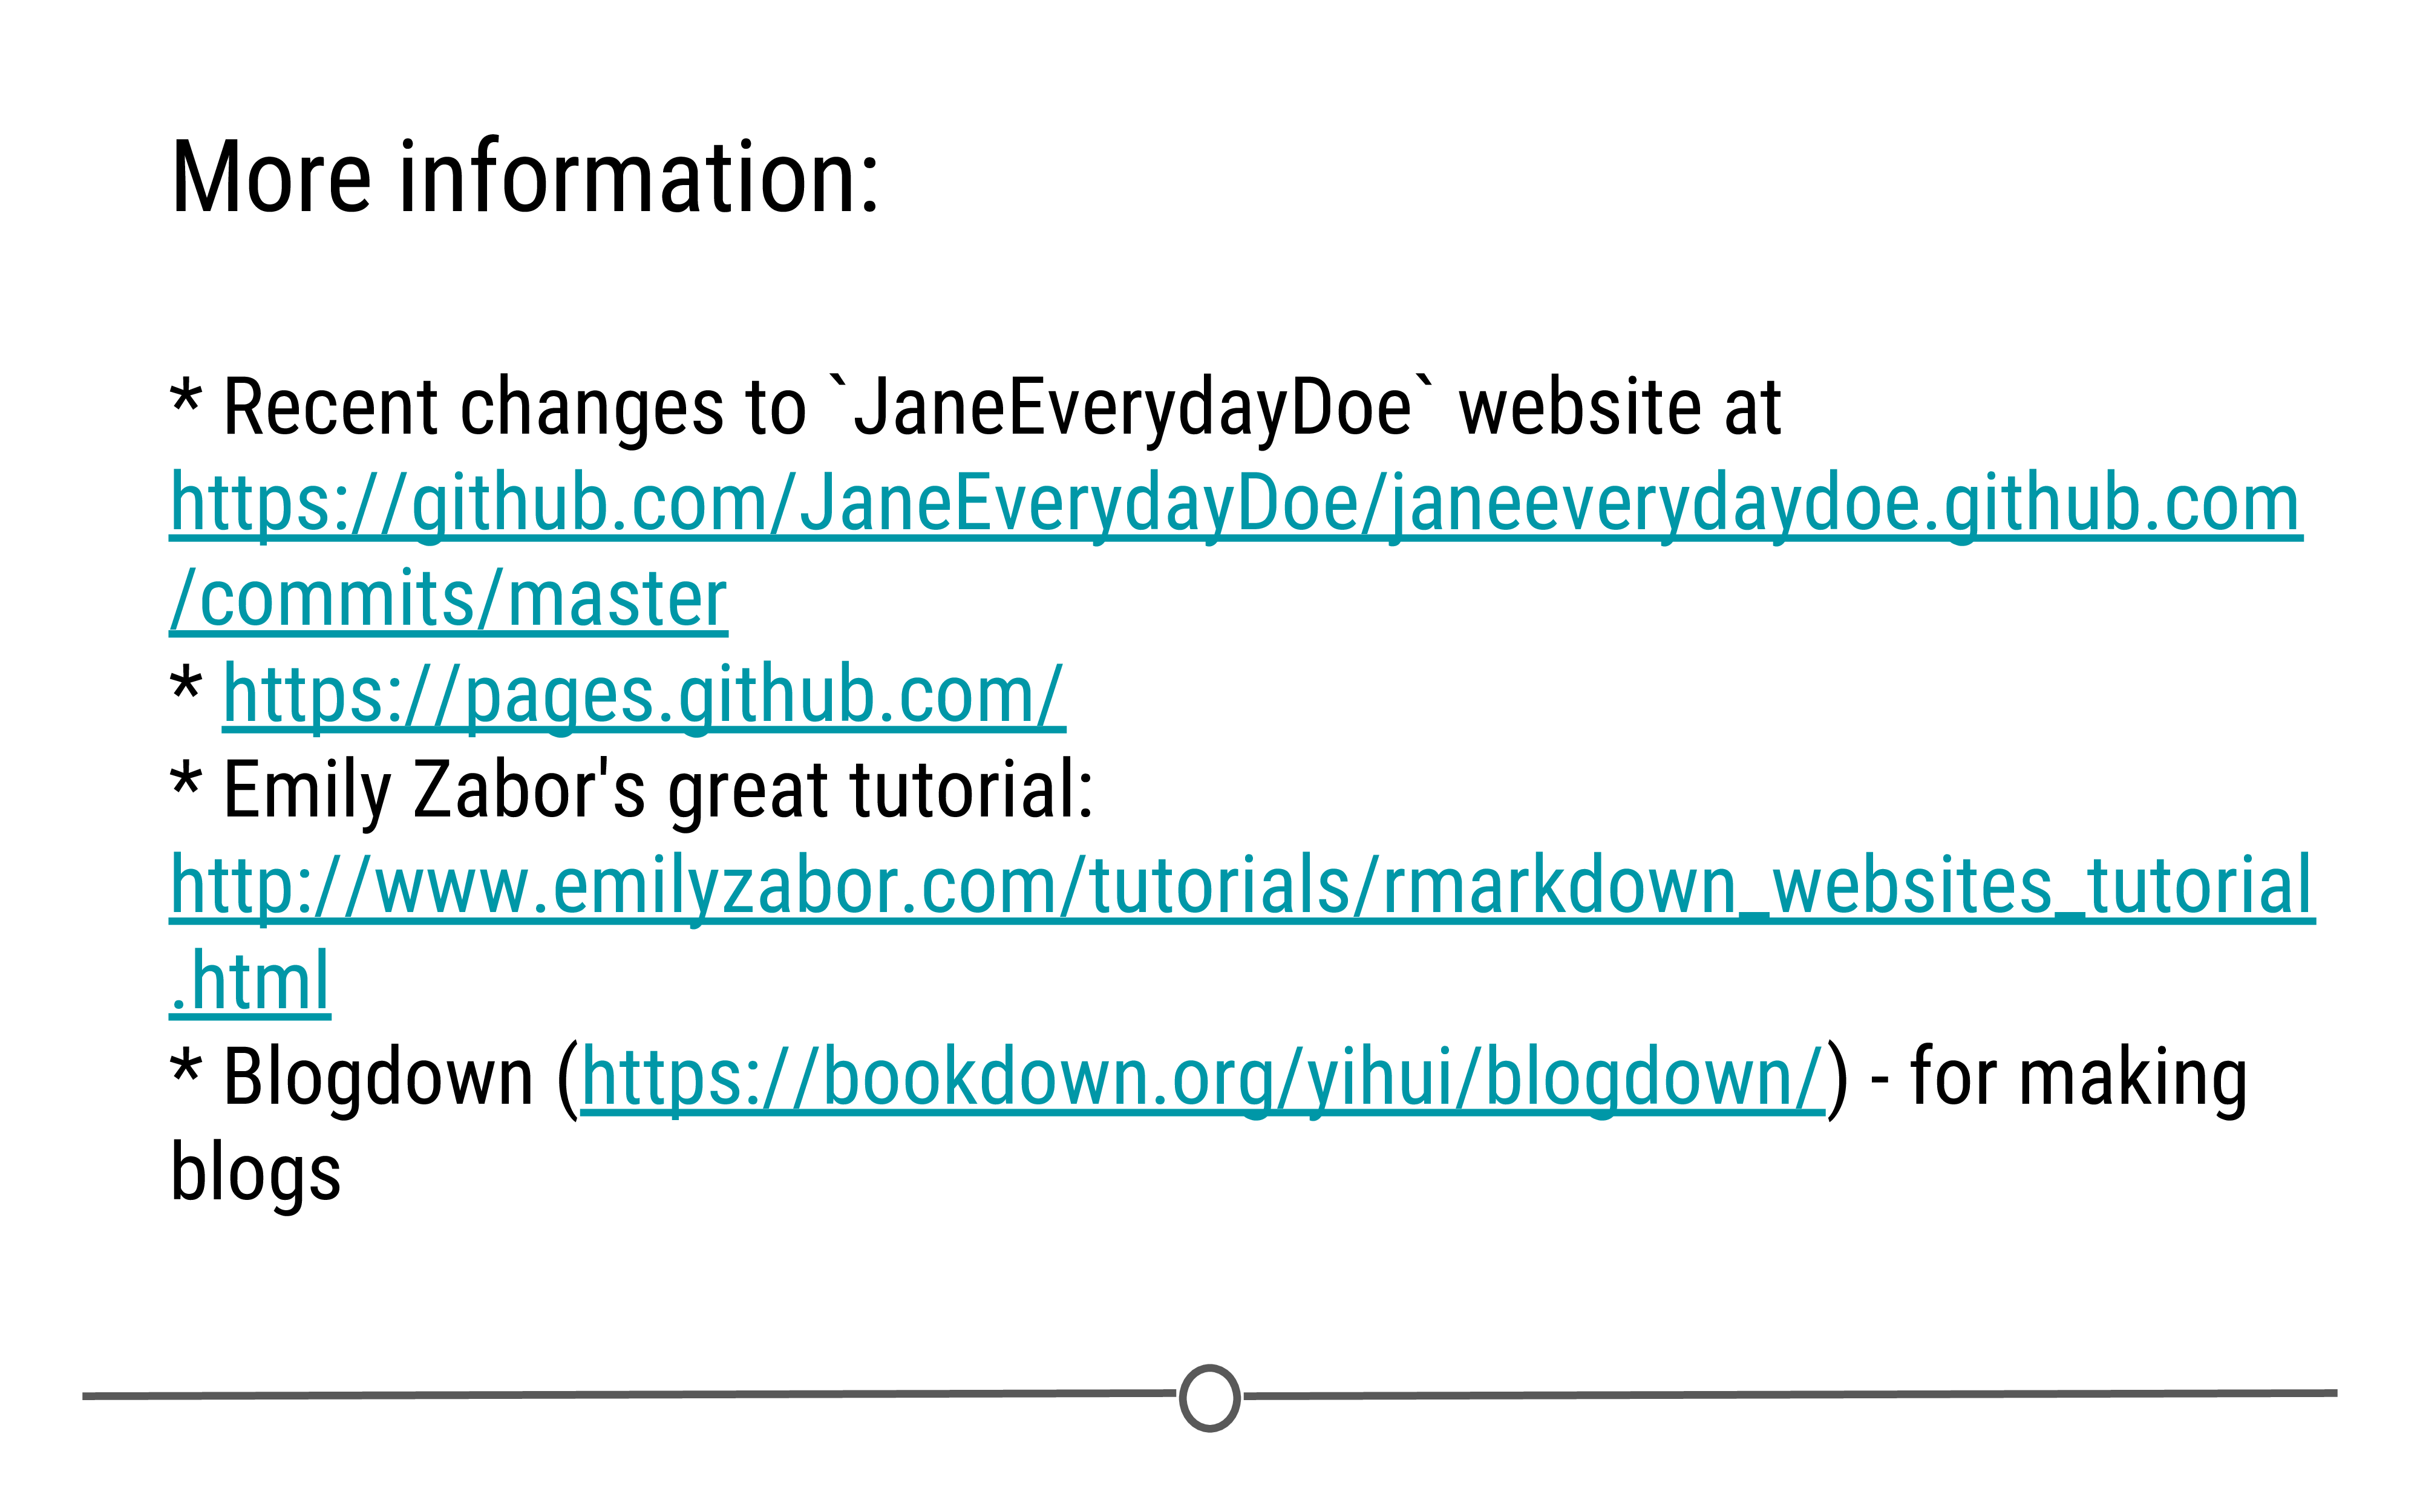 More information:
* Recent changes to `JaneEverydayDoe` website at
https://github.com/JaneEverydayDoe/janeeverydaydoe.github.com
/commits/master
* https://pages.github.com/
* Emily Zabor's great tutorial:
http://www.emilyzabor.com/tutorials/rmarkdown_websites_tutorial
.html
* Blogdown (https://bookdown.org/yihui/blogdown/) - for making
blogs